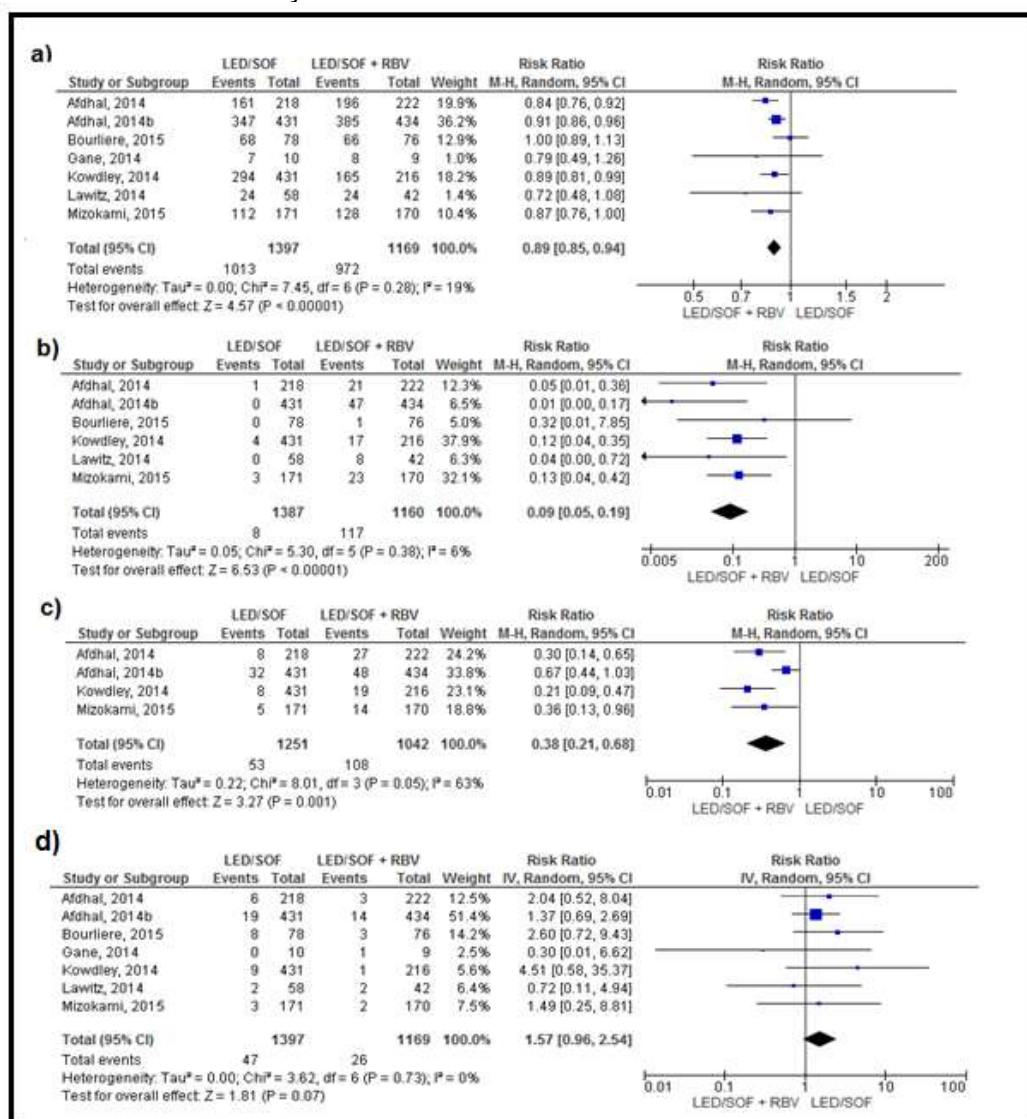 a)
LED/SOF LED/SOF + RBV Risk Ratio Risk Ratio
Study or Subgroup Events Total Events Total Weight M-H, Random, 95% CI M-H, Random, 95% CI
Afdhal, 2014 161 218 196 222 19.9% 0.84 [0.76, 0.92]
Afdhal, 2014b 347 431 385 434 36.2% 0.91 [0.86, 0.96]
Bourliere, 2015 68 78 66 76 12.9% 1.00 [0.89, 1.13]
Gane, 2014 7 10 8 9 1.0% 0.79 [0.49, 1.26]
Kowdley, 2014 294 431 165 216 18.2% 0.89 [0.81, 0.99]
Lawitz, 2014 24 58 24 42 1.4% 0.72 [0.48, 1.08]
Mizokami, 2015 112 171 128 170 10.4% 0.87 [0.76, 1.00]
Total (95% CI) 1397 1169 100.0% 0.89 [0.85, 0.94]
Total events 1013 972
Heterogeneity: Tau² = 0.00; Chi² = 7.45, df = 6 (P = 0.28); I² = 19%
Test for overall effect: Z = 4.57 (P < 0.00001)
0.5 0.7 1 1.5 2
LED/SOF + RBV LED/SOF
b)
LED/SOF LED/SOF + RBV Risk Ratio Risk Ratio
Study or Subgroup Events Total Events Total Weight M-H, Random, 95% CI M-H, Random, 95% CI
Afdhal, 2014 1 218 21 222 12.3% 0.05 [0.01, 0.36]
Afdhal, 2014b 0 431 47 434 6.5% 0.01 [0.00, 0.17]
Bourliere, 2015 0 78 1 76 5.0% 0.32 [0.01, 7.85]
Kowdley, 2014 4 431 17 216 37.9% 0.12 [0.04, 0.35]
Lawitz, 2014 0 58 8 42 6.3% 0.04 [0.00, 0.72]
Mizokami, 2015 3 171 23 170 32.1% 0.13 [0.04, 0.42]
Total (95% CI) 1387 1160 100.0% 0.09 [0.05, 0.19]
Total events 8 117
Heterogeneity: Tau² = 0.05; Chi² = 5.30, df = 5 (P = 0.38); I² = 6%
Test for overall effect: Z = 6.53 (P < 0.00001)
0.005 0.1 1 10 200
LED/SOF + RBV LED/SOF
c)
LED/SOF LED/SOF + RBV Risk Ratio Risk Ratio
Study or Subgroup Events Total Events Total Weight M-H, Random, 95% CI M-H, Random, 95% CI
Afdhal, 2014 8 218 27 222 24.2% 0.30 [0.14, 0.65]
Afdhal, 2014b 32 431 48 434 33.8% 0.67 [0.44, 1.03]
Kowdley, 2014 8 431 19 216 23.1% 0.21 [0.09, 0.47]
Mizokami, 2015 5 171 14 170 18.8% 0.36 [0.13, 0.96]
Total (95% CI) 1251 1042 100.0% 0.38 [0.21, 0.68]
Total events 53 108
Heterogeneity: Tau² = 0.22; Chi² = 8.01, df = 3 (P = 0.05); I² = 63%
Test for overall effect: Z = 3.27 (P = 0.001)
0.01 0.1 1 10 100
LED/SOF + RBV LED/SOF
d)
LED/SOF LED/SOF + RBV Risk Ratio Risk Ratio
Study or Subgroup Events Total Events Total Weight IV, Random, 95% CI IV, Random, 95% CI
Afdhal, 2014 6 218 3 222 12.5% 2.04 [0.52, 8.04]
Afdhal, 2014b 19 431 14 434 51.4% 1.37 [0.69, 2.69]
Bourliere, 2015 8 78 3 76 14.2% 2.60 [0.72, 9.43]
Gane, 2014 0 10 1 9 2.5% 0.30 [0.01, 6.62]
Kowdley, 2014 9 431 1 216 5.6% 4.51 [0.58, 35.37]
Lawitz, 2014 2 58 2 42 6.4% 0.72 [0.11, 4.94]
Mizokami, 2015 3 171 2 170 7.5% 1.49 [0.25, 8.81]
Total (95% CI) 1397 1169 100.0% 1.57 [0.96, 2.54]
Total events 47 26
Heterogeneity: Tau² = 0.00; Chi² = 3.62, df = 6 (P = 0.73); I² = 0%
Test for overall effect: Z = 1.81 (P = 0.07)
0.01 0.1 1 10 100
LED/SOF + RBV LED/SOF